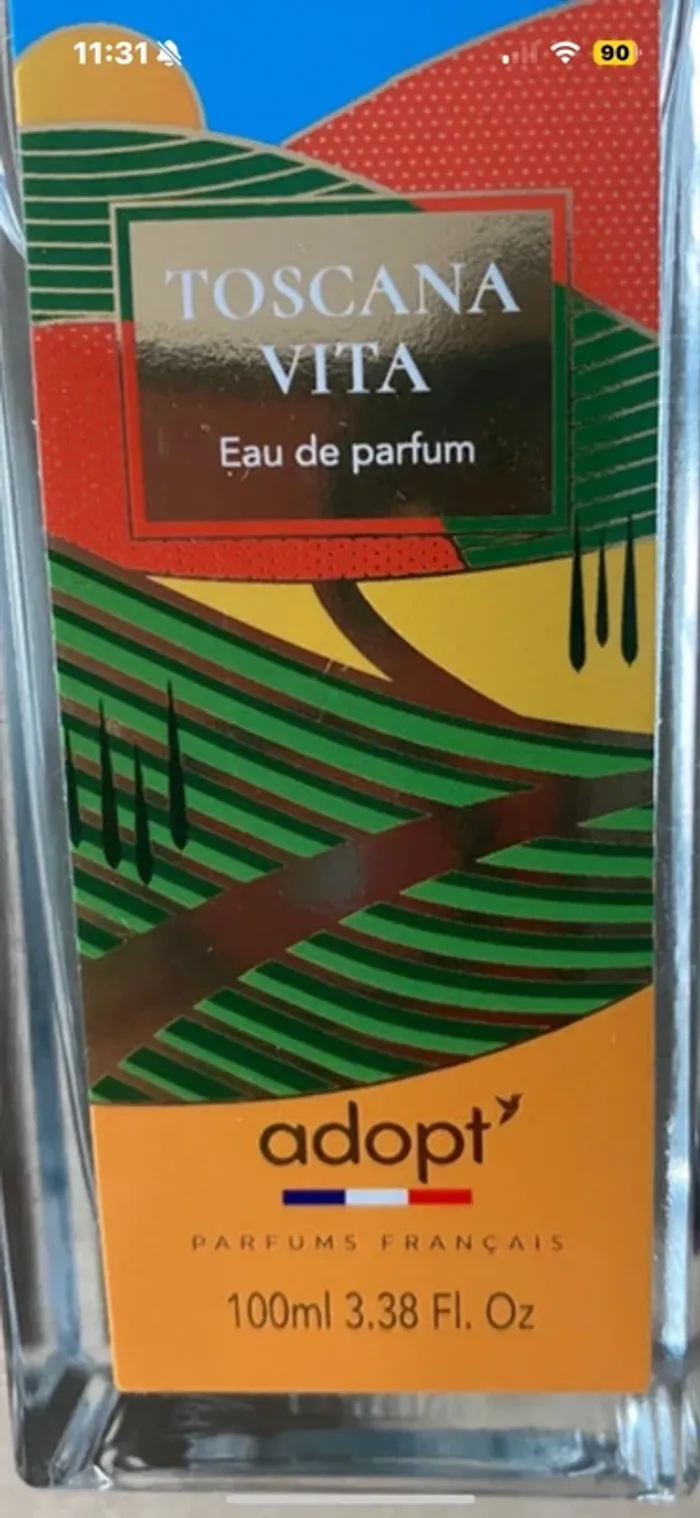 11:31
90
TOSCANA
VITA
Eau de parfum
adopt
PARFUMS FRANÇAIS
100ml 3.38 Fl. Oz